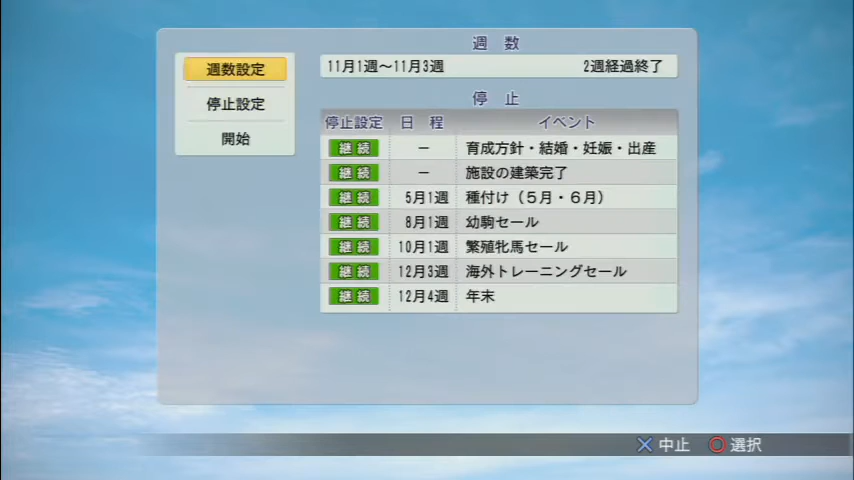 週数
11月1週～11月3週 2週経過終了
週数設定
停止設定
開始
停止
停止設定 日程 イベント
継続 － 育成方針・結婚・妊娠・出産
継続 － 施設の建築完了
継続 5月1週 種付け（５月・６月）
継続 8月1週 幼駒セール
継続 10月1週 繁殖牝馬セール
継続 12月3週 海外トレーニングセール
継続 12月4週 年末
中止 選択